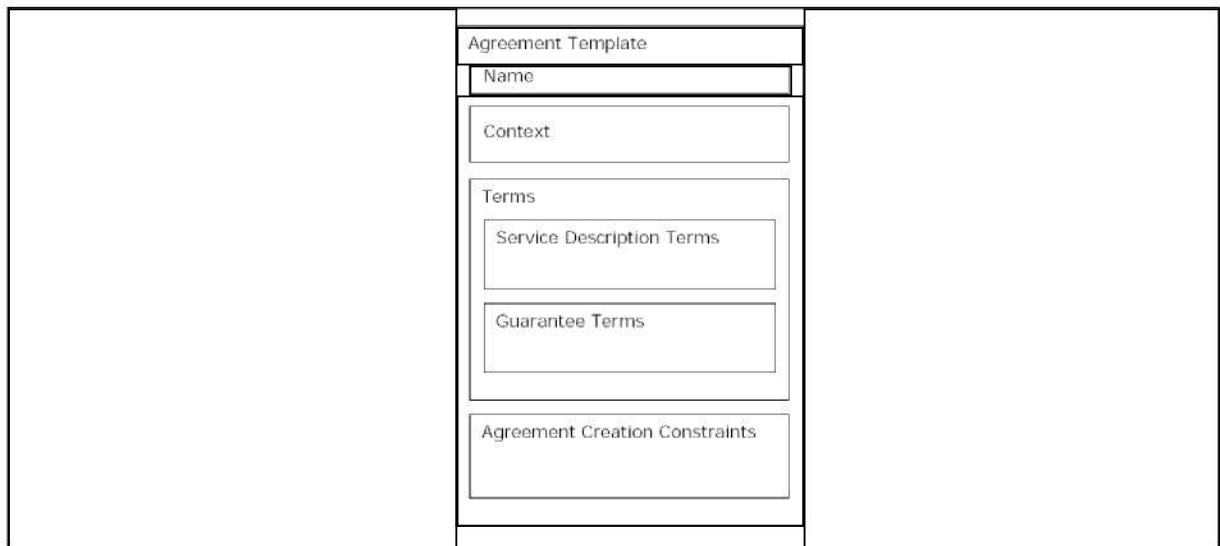 Agreement Template
Name
Context
Terms
Service Description Terms
Guarantee Terms
Agreement Creation Constraints